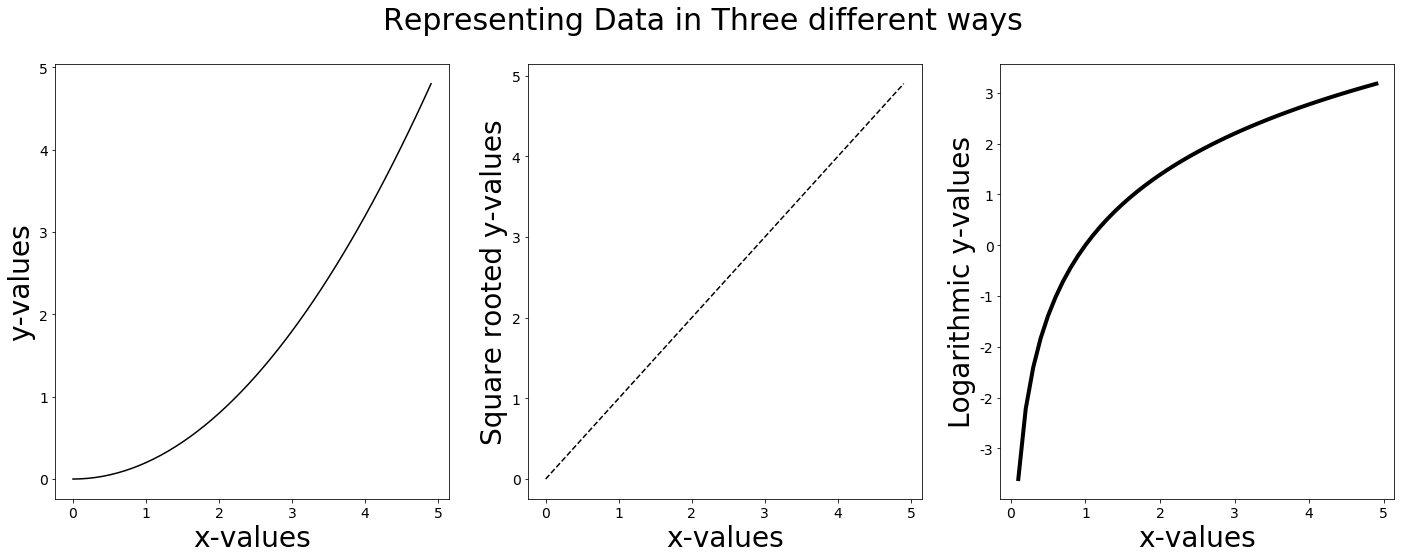 Representing Data in Three different ways
y-values
5
4
3
2
1
0
0 1 2 3 4 5
x-values
Square rooted y-values
5
4
3
2
1
0
0 1 2 3 4 5
x-values
Logarithmic y-values
3
2
1
0
-1
-2
-2
-3
0 1 2 3 4 5
x-values